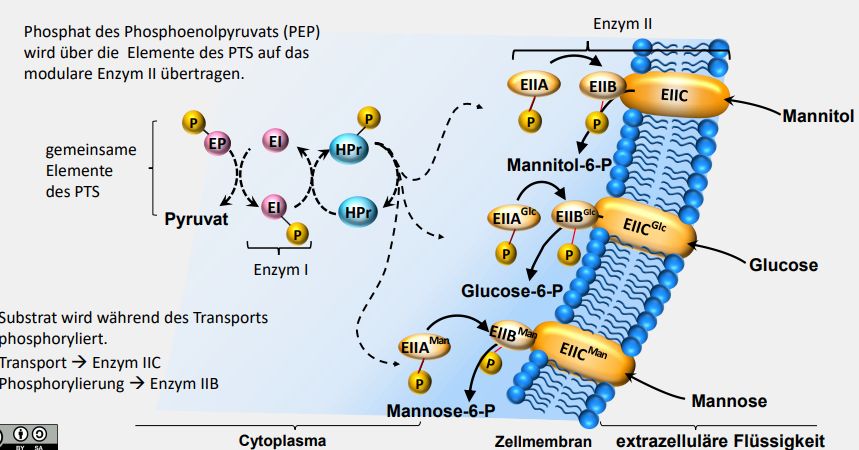 Phosphat des Phosphoenolpyruvats (PEP)
wird über die Elemente des PTS auf das
modulare Enzym II übertragen.
Enzym II
EIIA
EIIB
EIIC
P
P
Mannitol
Mannitol-6-P
gemeinsame
Elemente
des PTS
P
EP
EI
P
HPr
Pyruvat
EI
P
HPr
Enzym I
EIIA^Glc
EIIB^Glc
EIIC^Glc
P
P
Glucose
Glucose-6-P
Substrat wird während des Transports
phosphoryliert.
Transport → Enzym IIC
Phosphorylierung → Enzym IIB
EIIA^Man
EIIB^Man
EIIC^Man
P
P
Mannose
Mannose-6-P
BY SA
Cytoplasma
Zellmembran
extrazelluläre Flüssigkeit